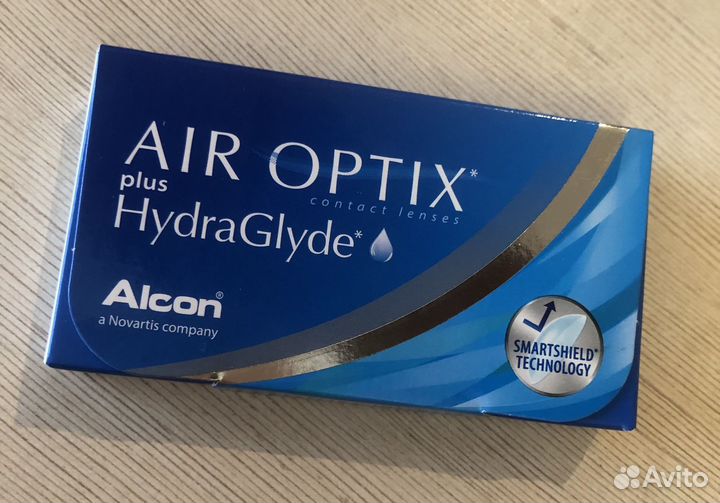 AIR OPTIX*
plus
contact lenses
HydraGlyde*
Alcon®
a Novartis company
SMARTSHIELD*
TECHNOLOGY
Avito